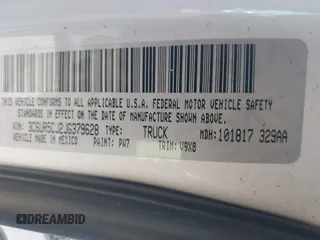 THIS VEHICLE CONFORMS TO ALL APPLICABLE U.S.A. FEDERAL MOTOR VEHICLE SAFETY
STANDARDS IN EFFECT ON THE DATE OF MANUFACTURE SHOWN ABOVE.
VIN: 3C6UR5CJ2JG379628 TYPE: TRUCK MDH: 101817 329AA
VEHICLE MADE IN MEXICO PAINT: PW7 TRIM: V9X8